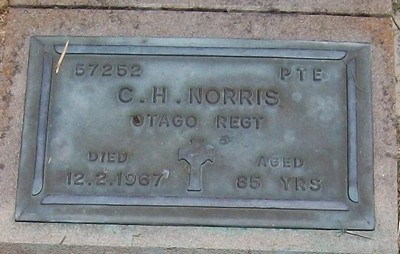 57252 PTE
C. H. NORRIS
OTAGO REGT
DIED AGED
12.2.1967 85 YRS